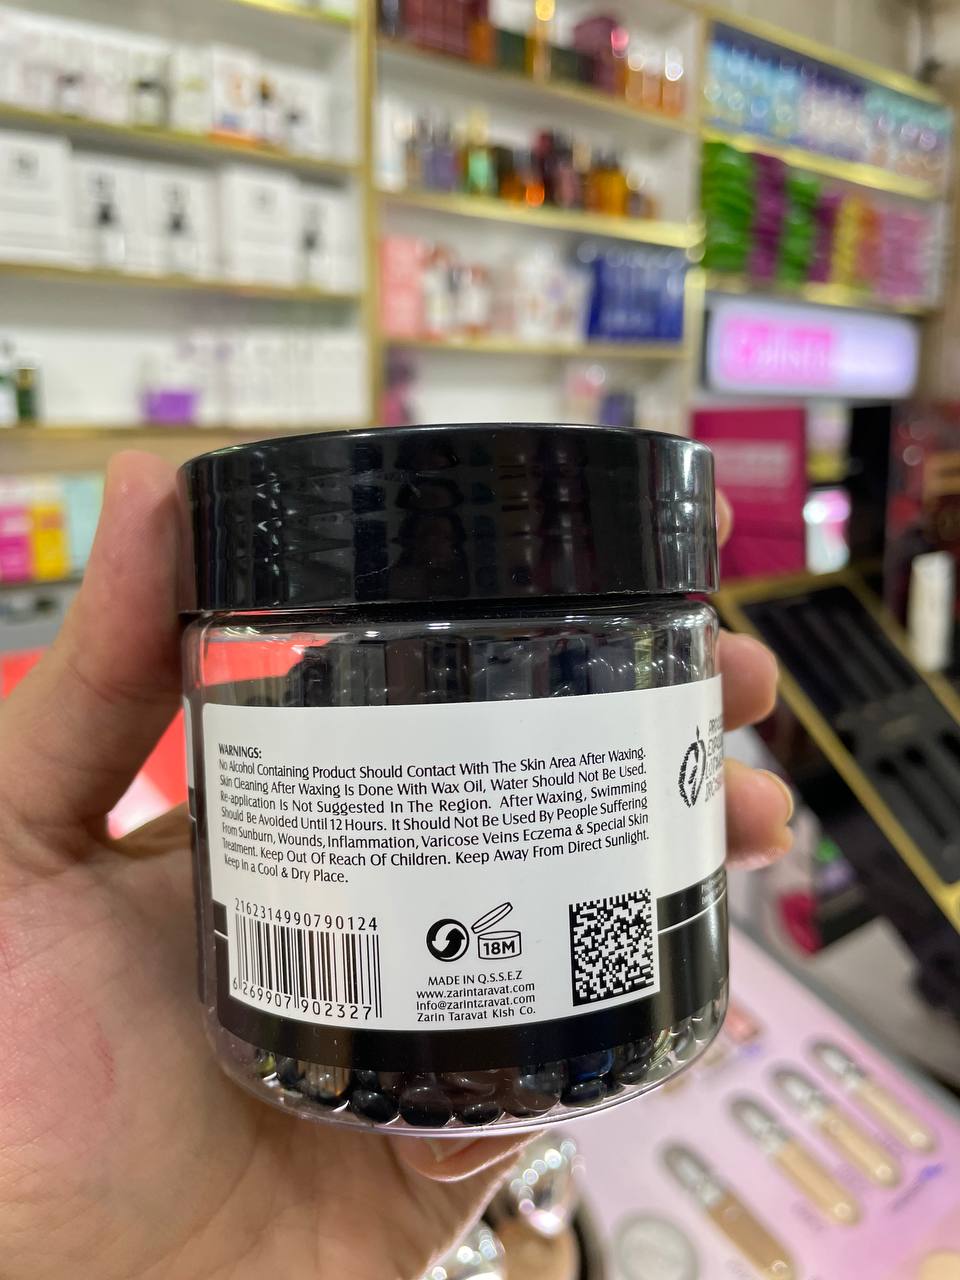 WARNINGS:
No Alcohol Containing Product Should Contact With The Skin Area After Waxing.
Skin Cleaning After Waxing Is Done With Wax Oil, Water Should Not Be Used.
Re-application Is Not Suggested In The Region. After Waxing, Swimming
Should Be Avoided Until 12 Hours. It Should Not Be Used By People Suffering
From Sunburn, Wounds, Inflammation, Varicose Veins Eczema & Special Skin
Treatment. Keep Out Of Reach Of Children. Keep Away From Direct Sunlight.
Keep in a Cool & Dry Place.
2162314990790124
6 269907 902327
18M
MADE IN Q.S.S.E.Z
www.zarintaravat.com
info@zarintaravat.com
Zarin Taravat Kish Co.